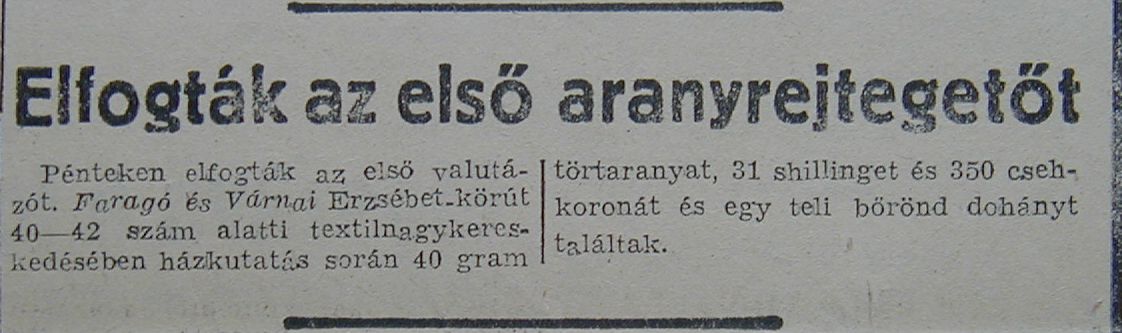 Elfogták az első aranyrejtegetőt
Pénteken elfogták az első valutá-
zót. Faragó és Várnai Erzsébet-körút
40—42 szám alatti textilnagykeres-
kedésében házkutatás során 40 gram
törtaranyat, 31 shillinget és 350 cseh-
koronát és egy teli bőrönd dohányt
találtak.